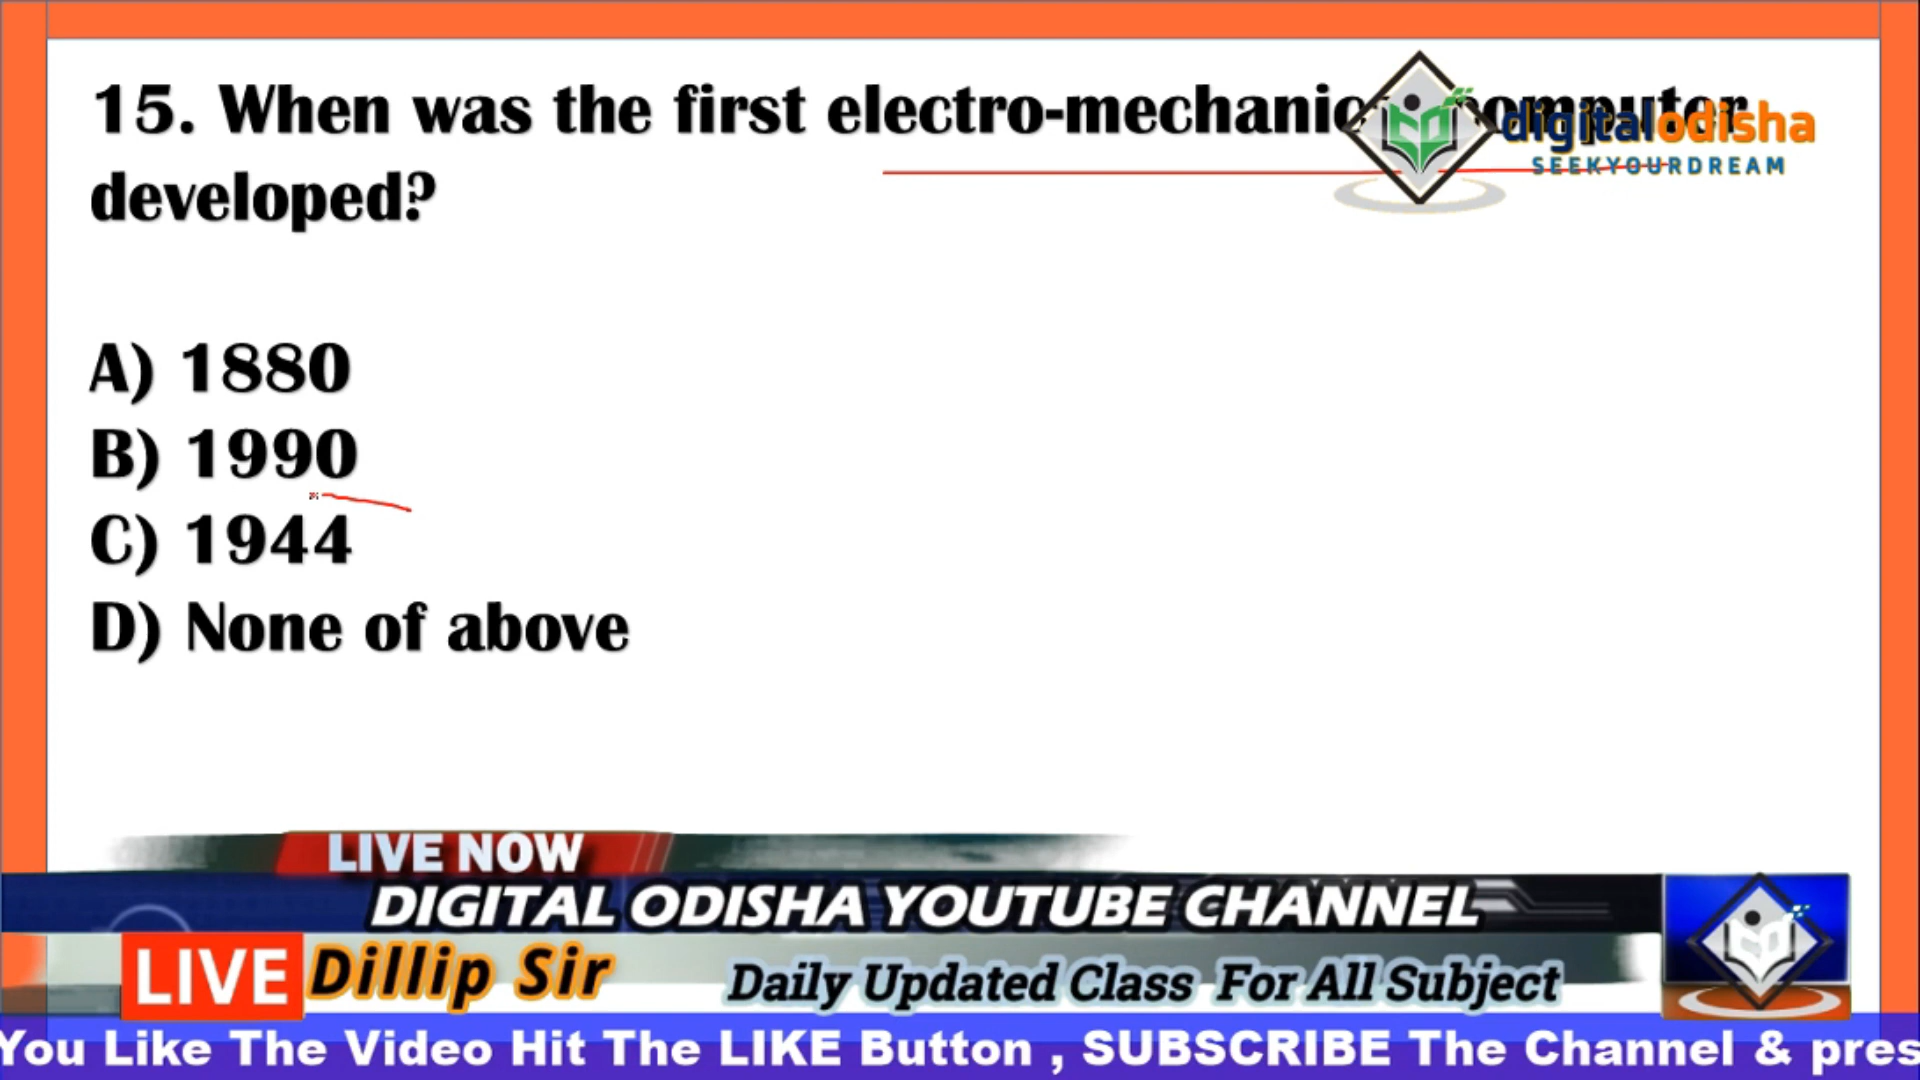 15. When was the first electro-mechanical computer
digitalodisha
SEEKYOURDREAM
developed?
A) 1880
B) 1990
C) 1944
D) None of above
LIVE NOW
DIGITAL ODISHA YOUTUBE CHANNEL
LIVE Dillip Sir Daily Updated Class For All Subject
You Like The Video Hit The LIKE Button , SUBSCRIBE The Channel & pres